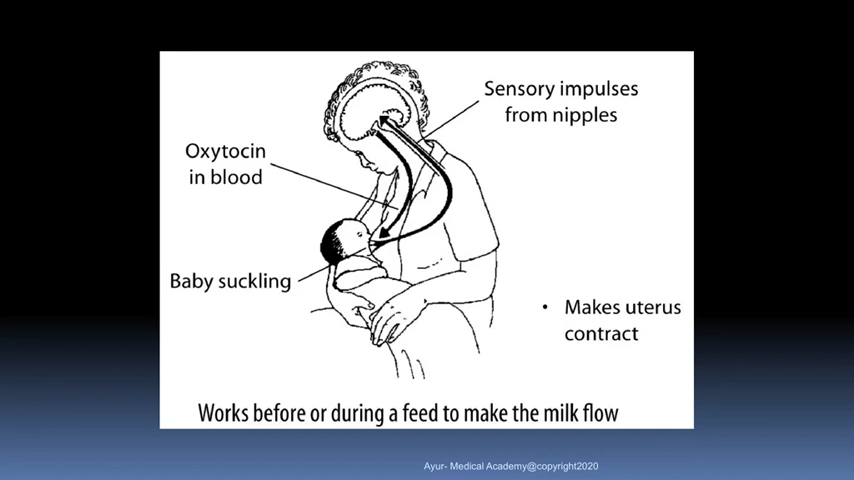 Sensory impulses
from nipples
Oxytocin
in blood
Baby suckling
• Makes uterus
contract
Works before or during a feed to make the milk flow
Ayur- Medical Academy@copyright2020